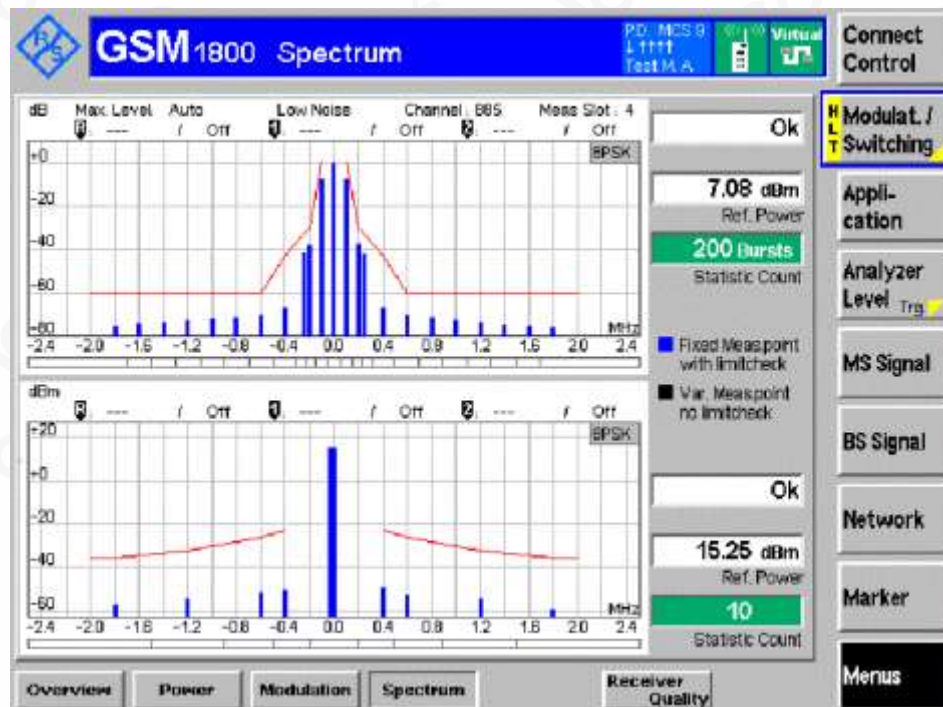 GSM 1800 Spectrum
P.D. MCS 9
Test M. A.
Virtual
Connect Control
dB Max. Level Auto Low Noise Channel : 885 Meas Slot : 4
--- / Off --- / Off --- / Off
8PSK
+0
-20
-40
-60
-80
MHz
-2.4 -2.0 -1.6 -1.2 -0.8 -0.4 0.0 0.4 0.8 1.2 1.6 2.0 2.4
Ok
7.08 dBm
Ref. Power
200 Bursts
Statistic Count
Fixed Meas.point
with limitcheck
Var. Meas.point
no limitcheck
dBm
--- / Off --- / Off --- / Off
8PSK
+20
+0
-20
-40
-60
MHz
-2.4 -2.0 -1.6 -1.2 -0.8 -0.4 0.0 0.4 0.8 1.2 1.6 2.0 2.4
Ok
15.25 dBm
Ref. Power
10
Statistic Count
HLT
Modulat. /
Switching
Appli-
cation
Analyzer
Level Trg.
MS Signal
BS Signal
Network
Marker
Menus
Overview Power Modulation Spectrum Receiver
Quality